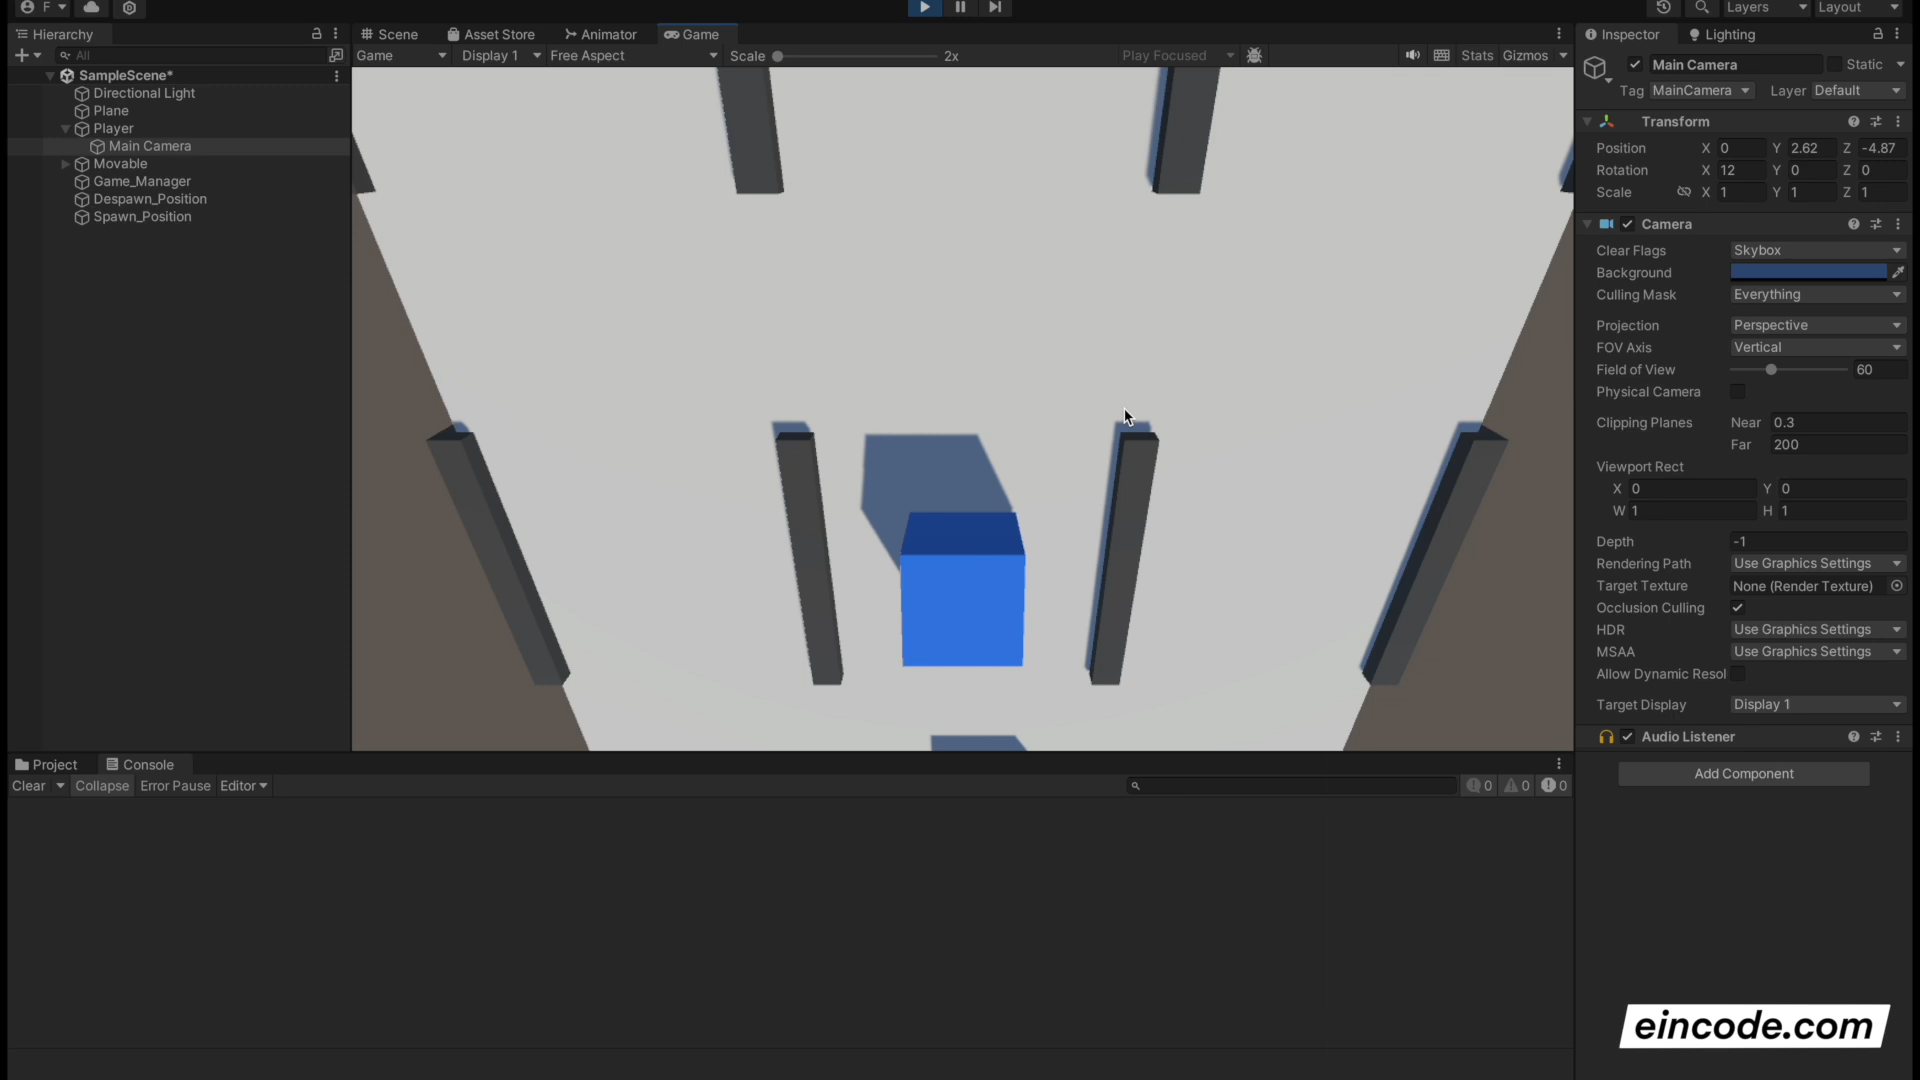 F
Layers
Layout
Hierarchy
Scene
Asset Store
Animator
Game
Inspector
Lighting
All
Game
Display 1
Free Aspect
Scale
2x
Play Focused
Stats
Gizmos
SampleScene*
Directional Light
Plane
Player
Main Camera
Movable
Game_Manager
Despawn_Position
Spawn_Position
Main Camera
Static
Tag MainCamera Layer Default
Transform
Position X 0 Y 2.62 Z -4.87
Rotation X 12 Y 0 Z 0
Scale X 1 Y 1 Z 1
Camera
Clear Flags Skybox
Background
Culling Mask Everything
Projection Perspective
FOV Axis Vertical
Field of View 60
Physical Camera
Clipping Planes Near 0.3
Far 200
Viewport Rect
X 0 Y 0
W 1 H 1
Depth -1
Rendering Path Use Graphics Settings
Target Texture None (Render Texture)
Occlusion Culling
HDR Use Graphics Settings
MSAA Use Graphics Settings
Allow Dynamic Resol
Target Display Display 1
Audio Listener
Add Component
Project
Console
Clear
Collapse
Error Pause
Editor
0
0
0
eincode.com